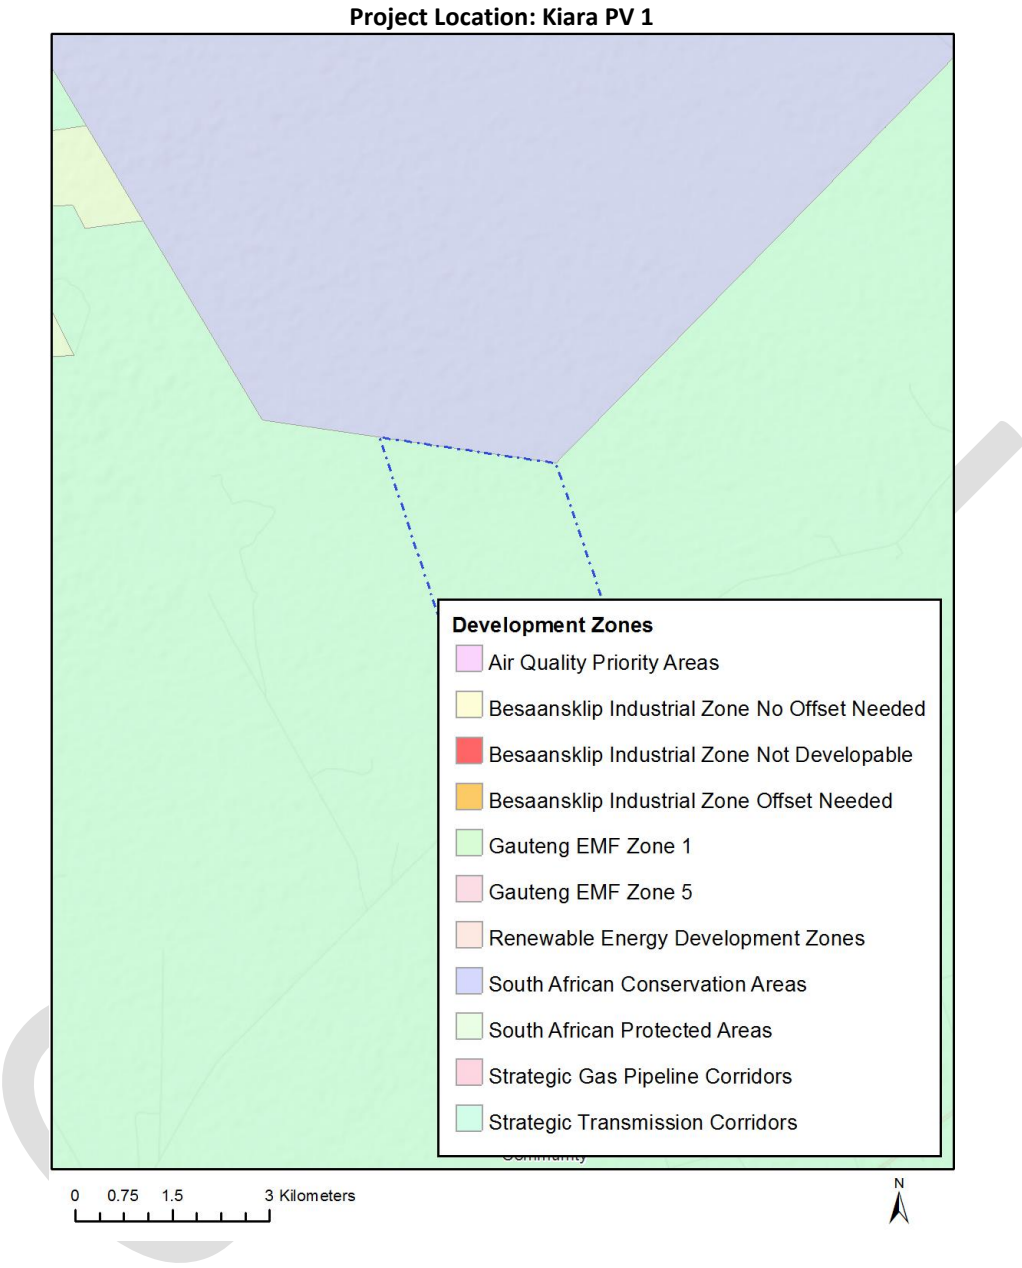 Project Location: Kiara PV 1
Development Zones
Air Quality Priority Areas
Besaansklip Industrial Zone No Offset Needed
Besaansklip Industrial Zone Not Developable
Besaansklip Industrial Zone Offset Needed
Gauteng EMF Zone 1
Gauteng EMF Zone 5
Renewable Energy Development Zones
South African Conservation Areas
South African Protected Areas
Strategic Gas Pipeline Corridors
Strategic Transmission Corridors
Community
0 0.75 1.5 3 Kilometers
N